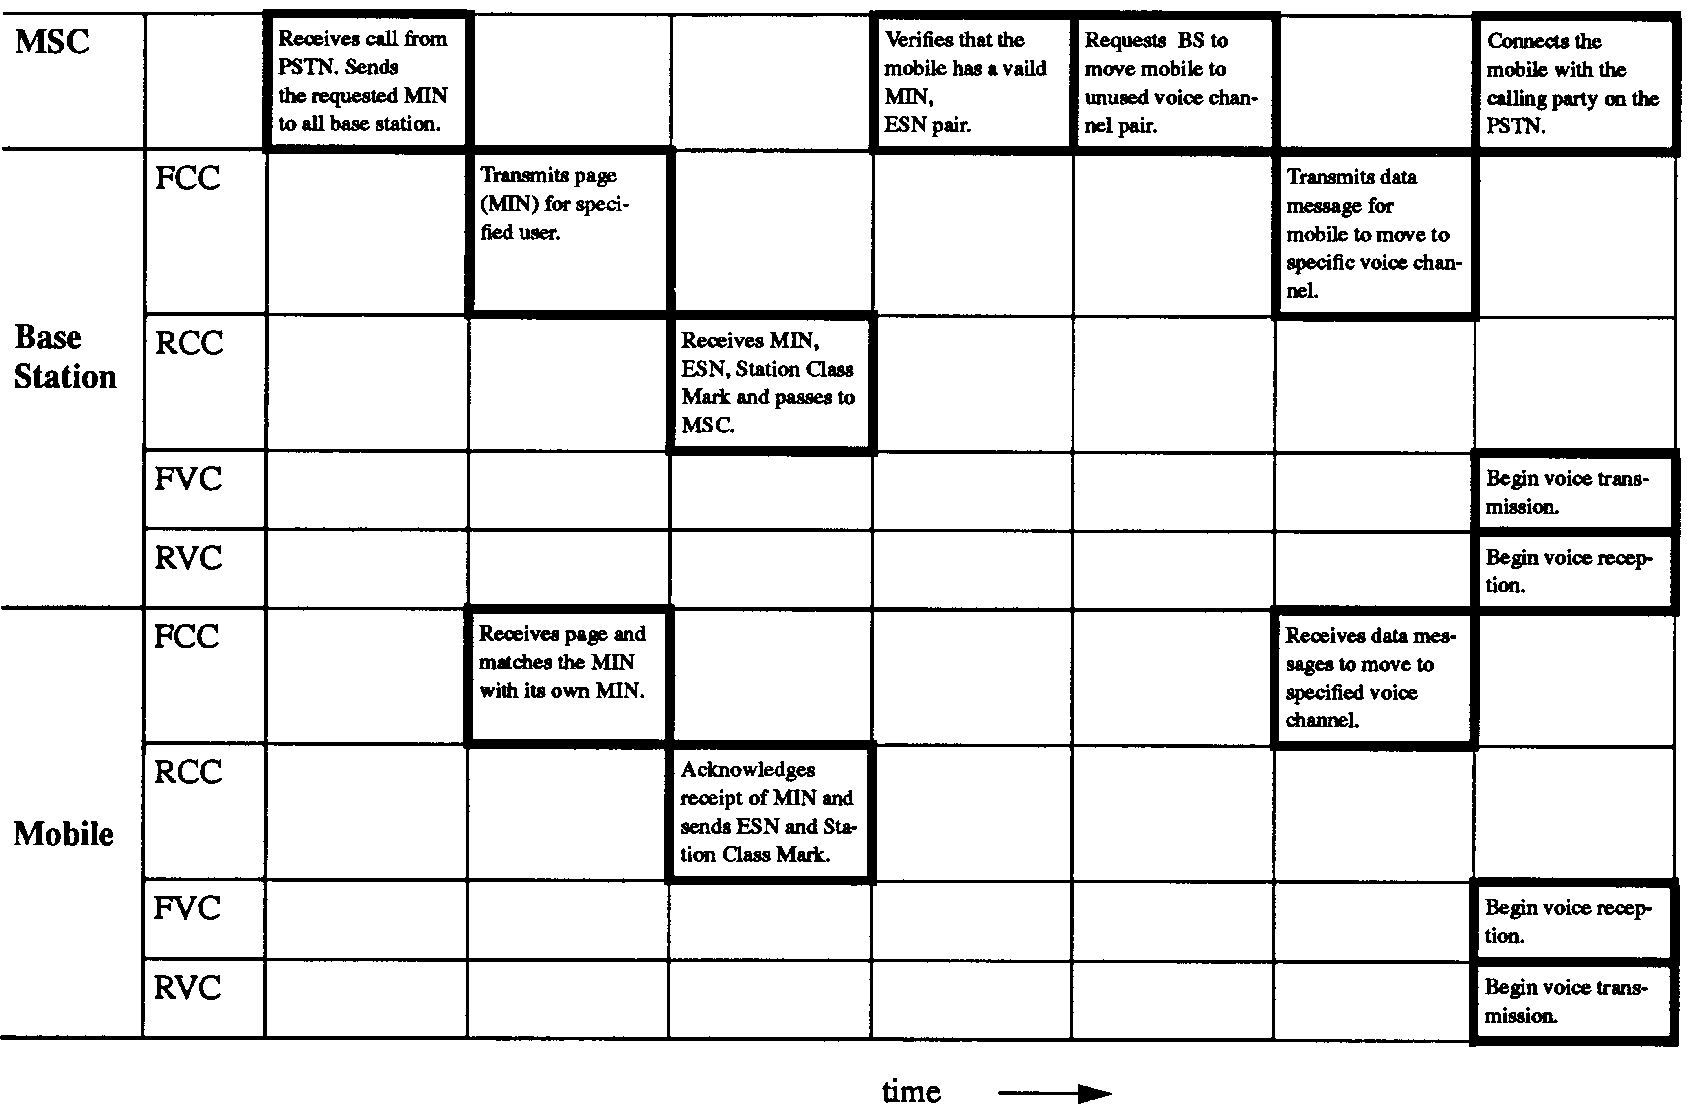 MSC
Receives call from
PSTN. Sends
the requested MIN
to all base station.
Verifies that the
mobile has a vaild
MIN,
ESN pair.
Requests BS to
move mobile to
unused voice chan-
nel pair.
Connects the
mobile with the
calling party on the
PSTN.
Base
Station
FCC
Transmits page
(MIN) for speci-
fied user.
Transmits data
message for
mobile to move to
specific voice chan-
nel.
RCC
Receives MIN,
ESN, Station Class
Mark and passes to
MSC.
FVC
Begin voice trans-
mission.
RVC
Begin voice recep-
tion.
Mobile
FCC
Receives page and
matches the MIN
with its own MIN.
Receives data mes-
sages to move to
specified voice
channel.
RCC
Acknowledges
receipt of MIN and
sends ESN and Sta-
tion Class Mark.
FVC
Begin voice recep-
tion.
RVC
Begin voice trans-
mission.
time